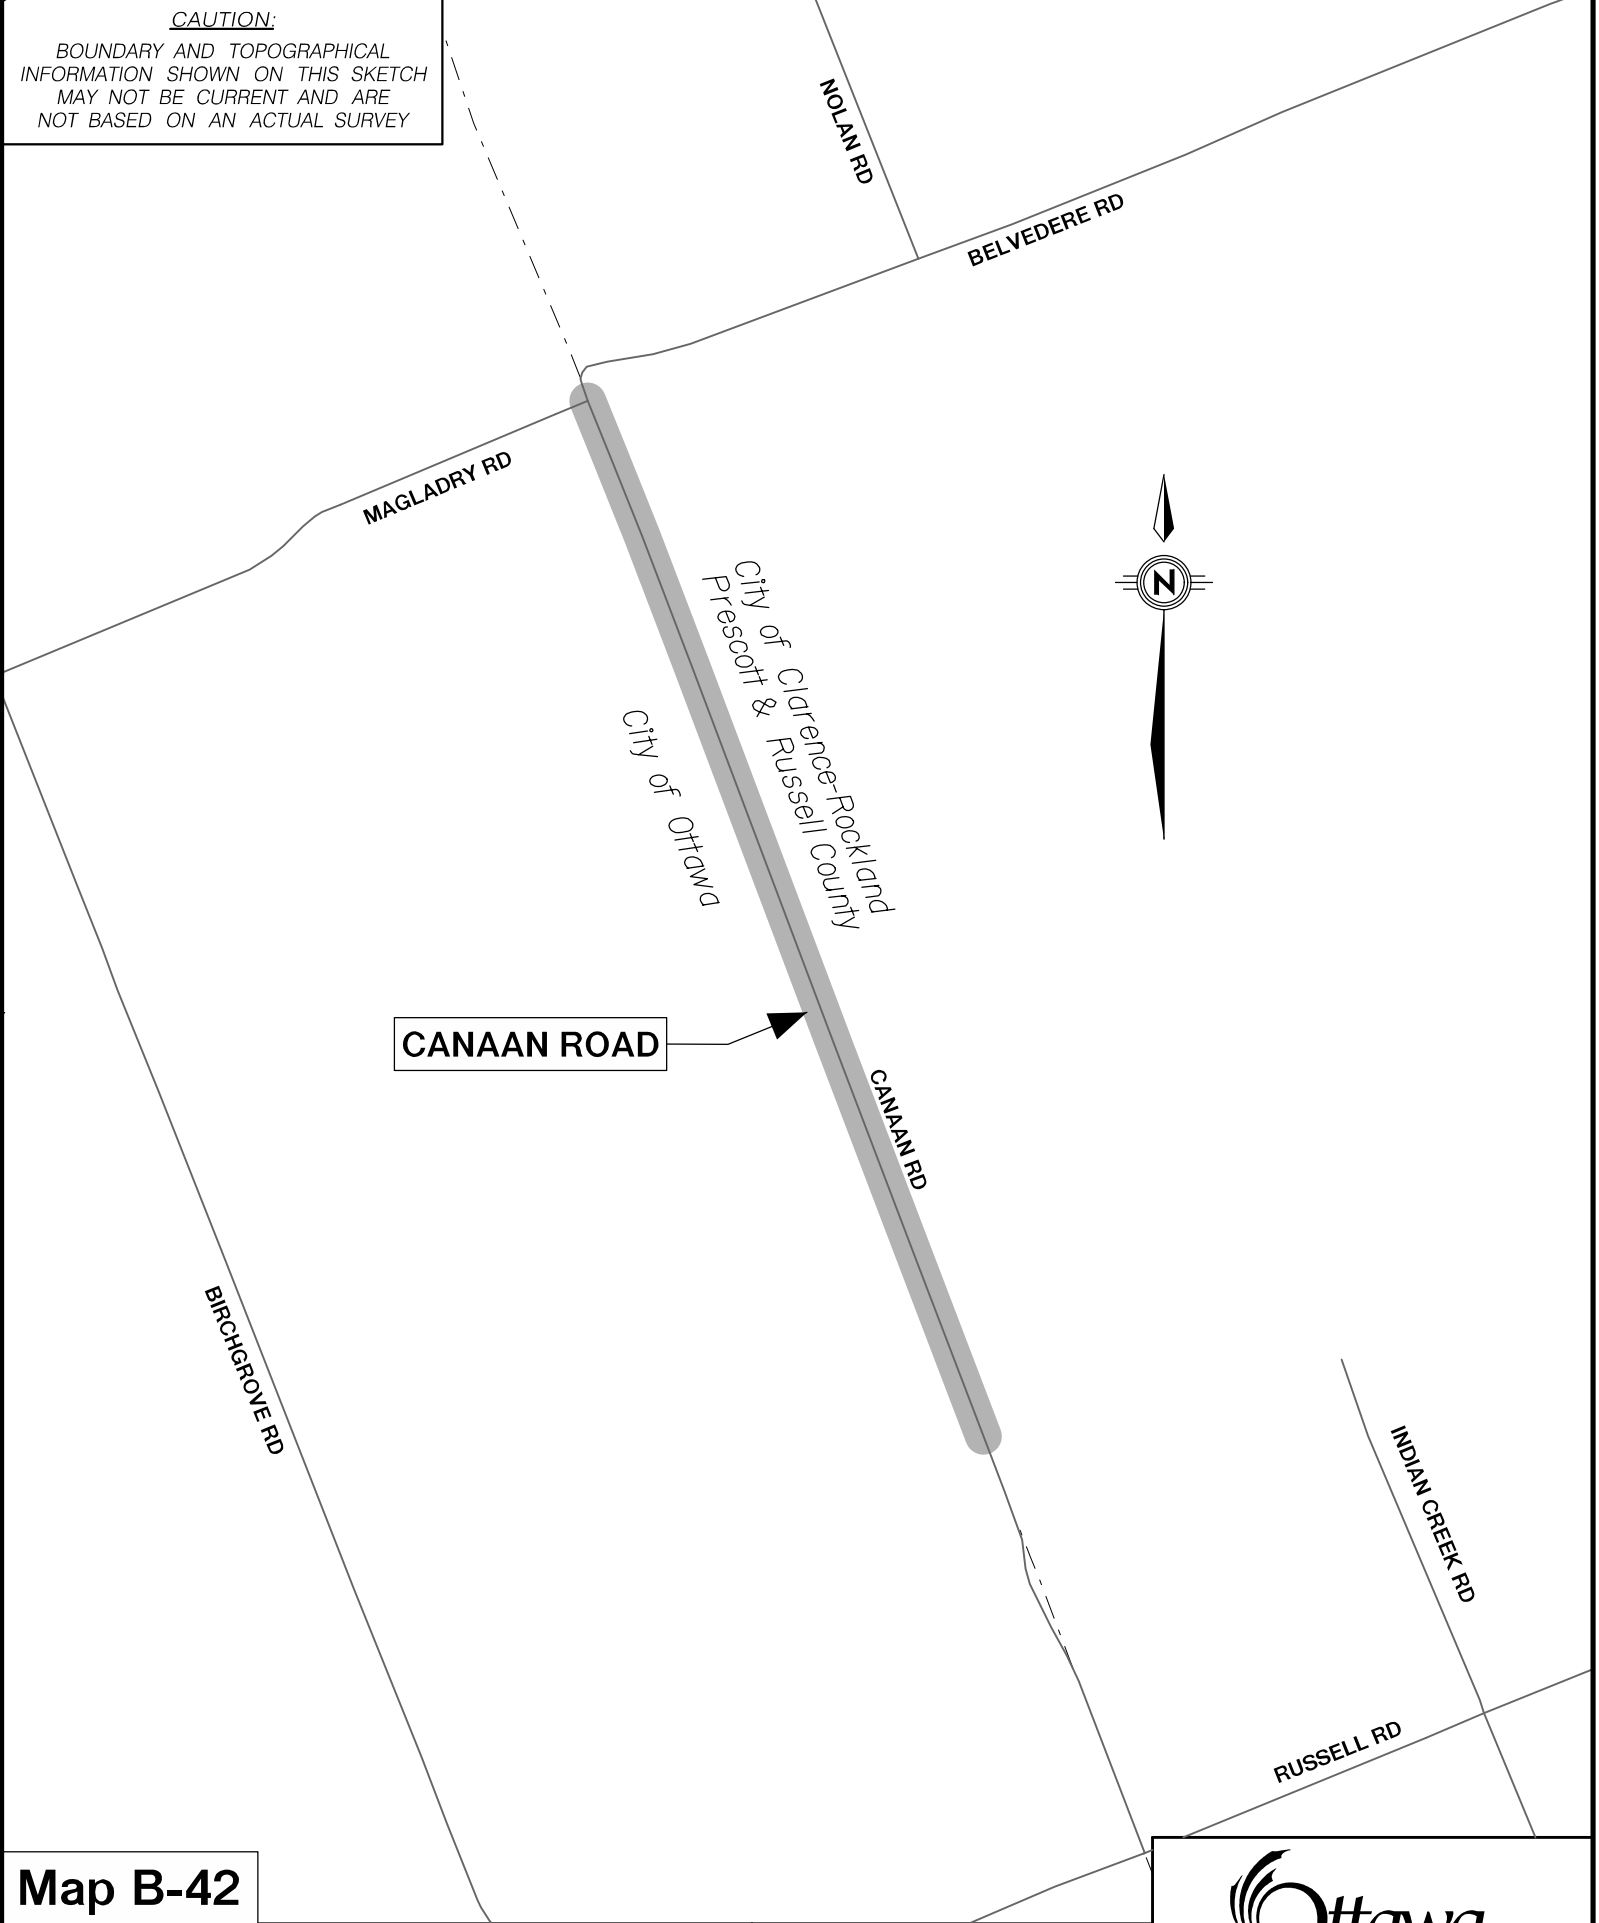 CAUTION:
BOUNDARY AND TOPOGRAPHICAL
INFORMATION SHOWN ON THIS SKETCH
MAY NOT BE CURRENT AND ARE
NOT BASED ON AN ACTUAL SURVEY
NOLAN RD
BELVEDERE RD
MAGLADRY RD
N
City of Clarence-Rockland
Prescott & Russell County
City of Ottawa
CANAAN ROAD
CANAAN RD
BIRCHGROVE RD
INDIAN CREEK RD
RUSSELL RD
Map B-42
Ottawa